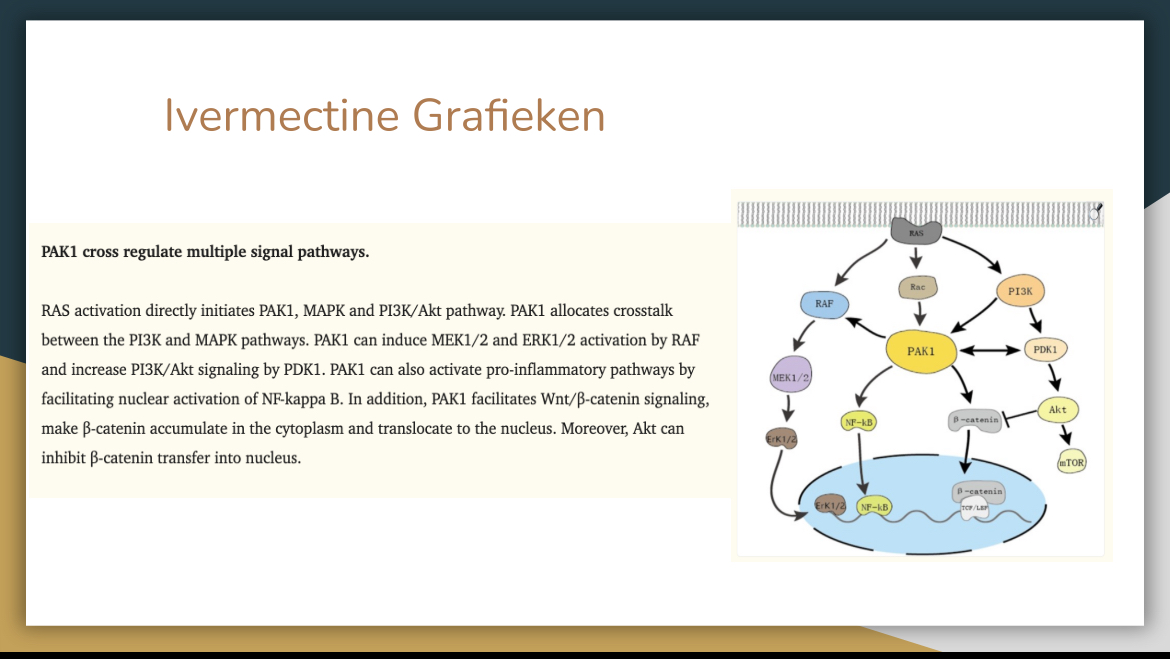 Ivermectine Grafieken
PAK1 cross regulate multiple signal pathways.
RAS activation directly initiates PAK1, MAPK and PI3K/Akt pathway. PAK1 allocates crosstalk
between the PI3K and MAPK pathways. PAK1 can induce MEK1/2 and ERK1/2 activation by RAF
and increase PI3K/Akt signaling by PDK1. PAK1 can also activate pro-inflammatory pathways by
facilitating nuclear activation of NF-kappa B. In addition, PAK1 facilitates Wnt/β-catenin signaling,
make β-catenin accumulate in the cytoplasm and translocate to the nucleus. Moreover, Akt can
inhibit β-catenin transfer into nucleus.
RAS
Rac
PI3K
RAF
PAK1
PDK1
MEK1/2
Akt
NF-kB
β-catenin
ErK1/2
mTOR
β-catenin
ErK1/2
NF-kB
TCF/LEF